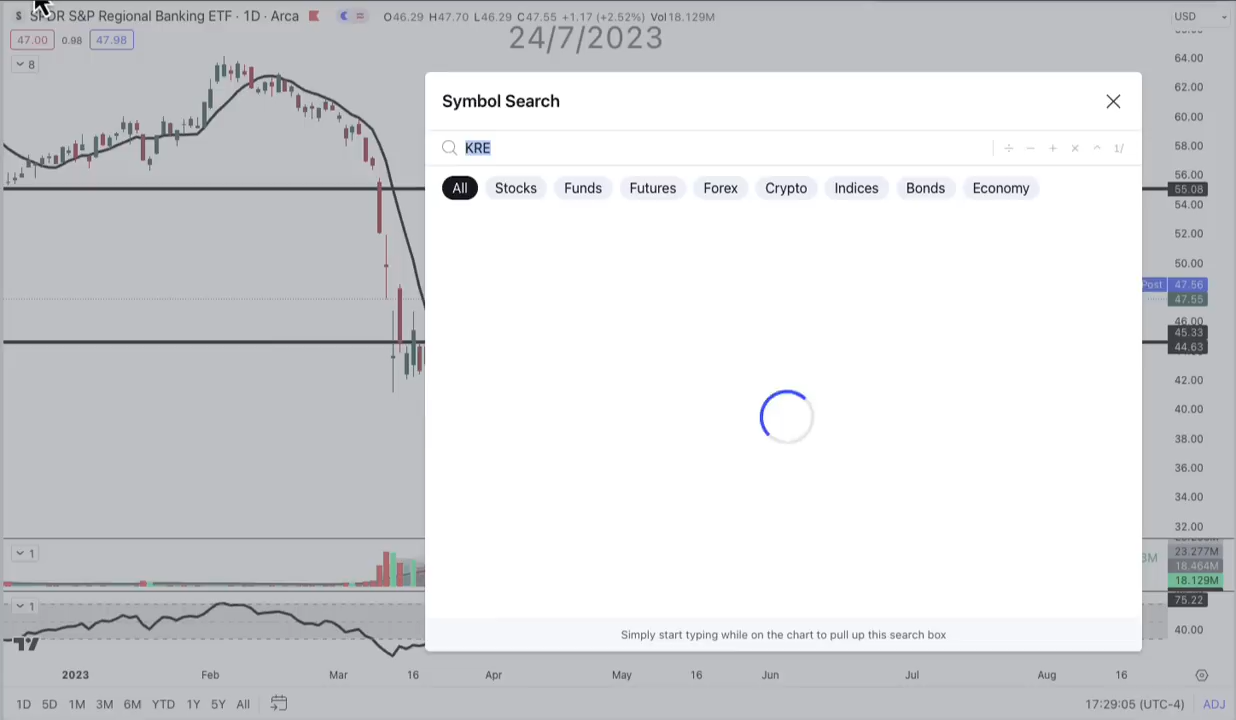 S SPDR S&P Regional Banking ETF · 1D · Arca O46.29 H47.70 L46.29 C47.55 +1.17 (+2.52%) Vol18.129M USD
47.00 0.98 47.98
24/7/2023
8
64.00
62.00
60.00
58.00
56.00
55.08
54.00
52.00
50.00
Post 47.56
47.55
46.00
45.33
44.63
42.00
40.00
38.00
36.00
34.00
32.00
Symbol Search
KRE ÷ − + × ^ 1/
All Stocks Funds Futures Forex Crypto Indices Bonds Economy
Simply start typing while on the chart to pull up this search box
1
23.277M
18.464M
18.129M
1
75.22
40.00
2023 Feb Mar 16 Apr May 16 Jun Jul Aug 16
1D 5D 1M 3M 6M YTD 1Y 5Y All 17:29:05 (UTC-4) ADJ